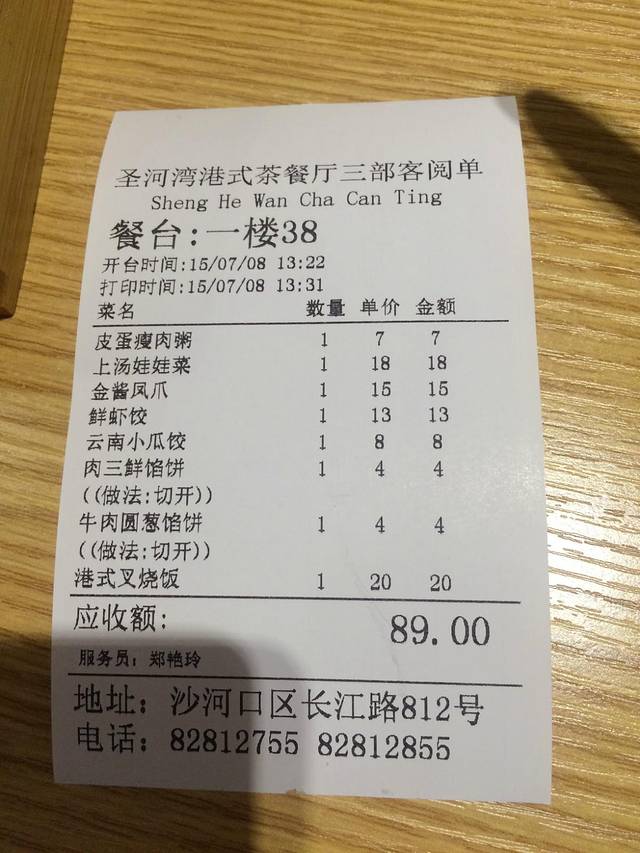 圣河湾港式茶餐厅三部客阅单
Sheng He Wan Cha Can Ting
餐台:一楼38
开台时间:15/07/08 13:22
打印时间:15/07/08 13:31
菜名 数量 单价 金额
皮蛋瘦肉粥 1 7 7
上汤娃娃菜 1 18 18
金酱凤爪 1 15 15
鲜虾饺 1 13 13
云南小瓜饺 1 8 8
肉三鲜馅饼 1 4 4
((做法:切开))
牛肉圆葱馅饼 1 4 4
((做法:切开))
港式叉烧饭 1 20 20
应收额: 89.00
服务员: 郑艳玲
地址: 沙河口区长江路812号
电话: 82812755 82812855